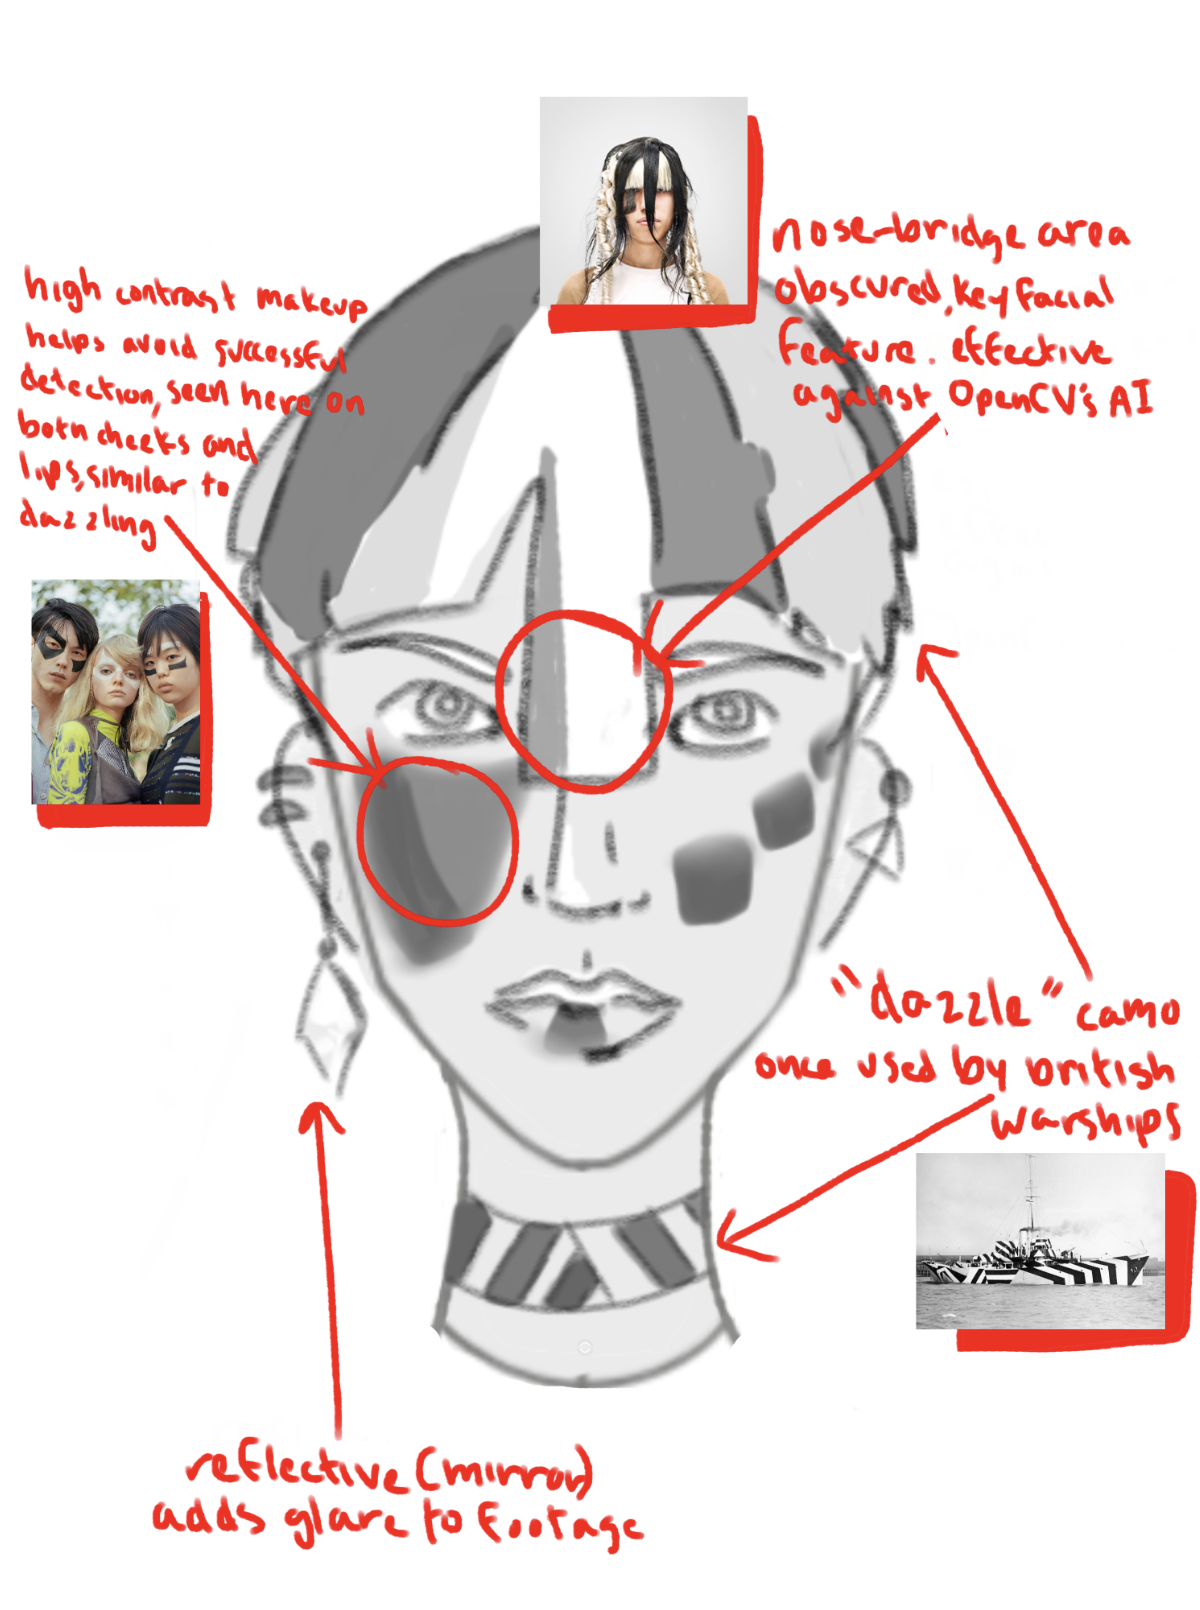 nose-bridge area
obscured, key facial
feature. effective
against OpenCV's AI
high contrast makeup
helps avoid successful
detection, seen here on
both cheeks and
lips, similar to
dazzling
"dazzle" camo
once used by british
warships
reflective (mirror)
adds glare to footage